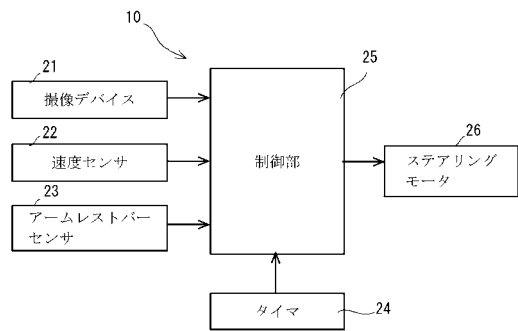 10
21
撮像デバイス
22
速度センサ
23
アームレストバー
センサ
25
制御部
26
ステアリング
モータ
タイマ
24